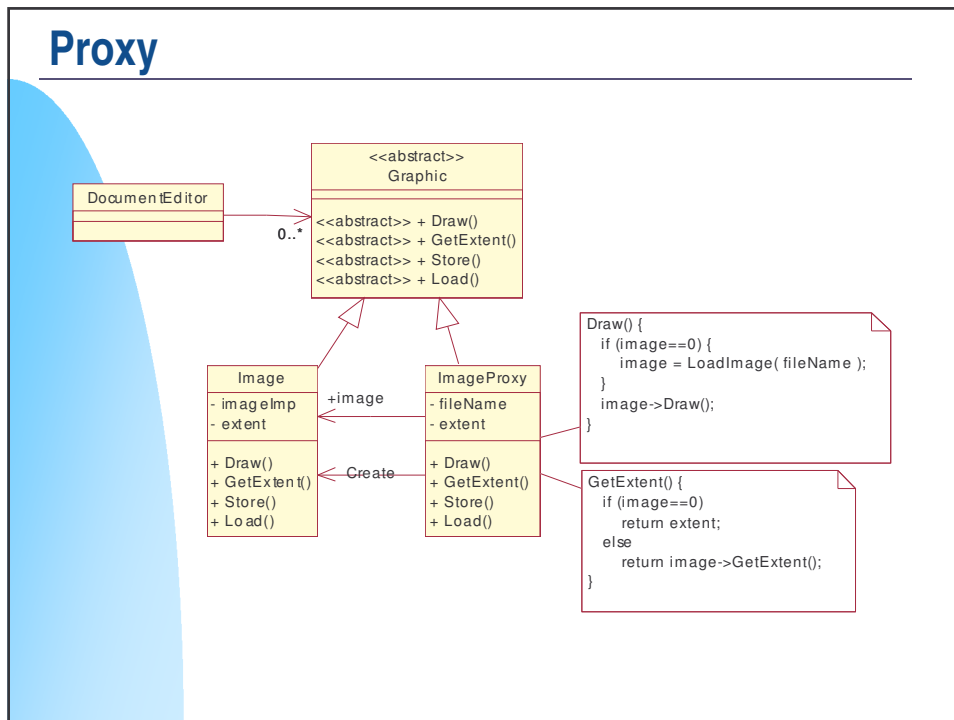 Proxy
<<abstract>>
Graphic
<<abstract>> + Draw()
<<abstract>> + GetExtent()
<<abstract>> + Store()
<<abstract>> + Load()
DocumentEditor
0..*
Image
- imageImp
- extent
+ Draw()
+ GetExtent()
+ Store()
+ Load()
+image
Create
ImageProxy
- fileName
- extent
+ Draw()
+ GetExtent()
+ Store()
+ Load()
Draw() {
if (image==0) {
image = LoadImage( fileName );
}
image->Draw();
}
GetExtent() {
if (image==0)
return extent;
else
return image->GetExtent();
}